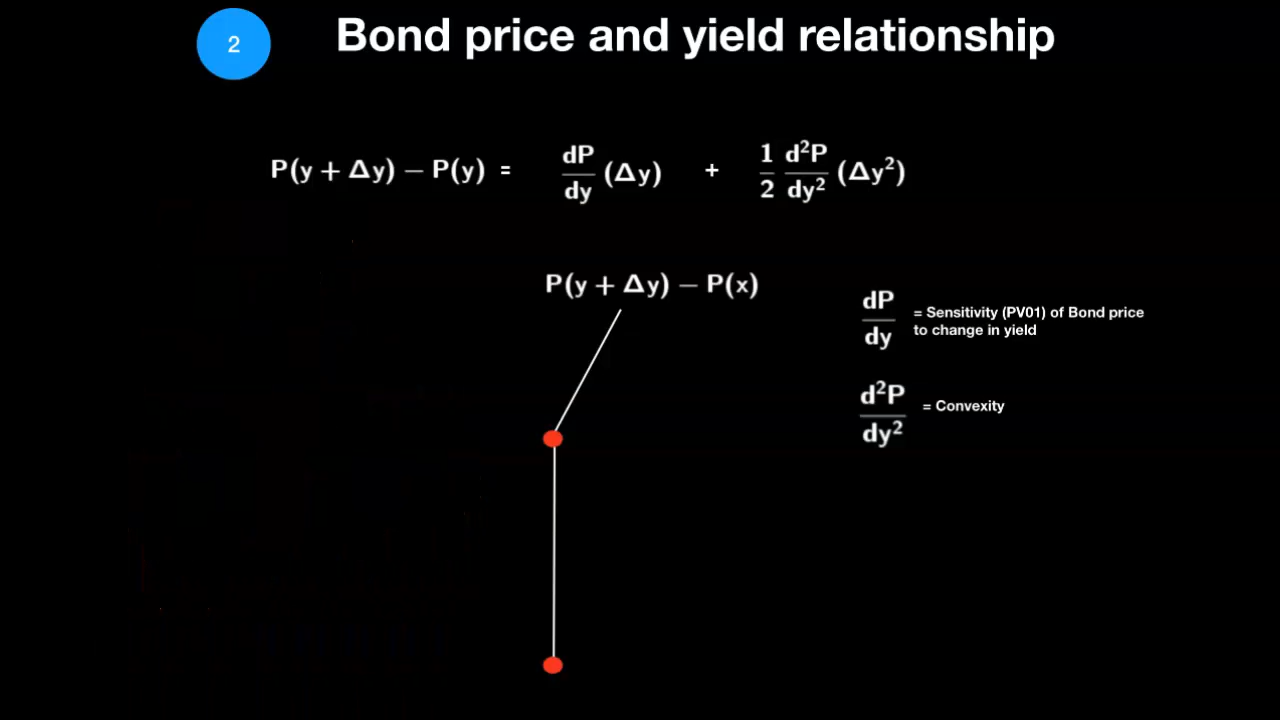 2
Bond price and yield relationship
P(y + Δy) − P(y) = dP/dy (Δy) + 1/2 d²P/dy² (Δy²)
P(y + Δy) − P(x)
dP/dy = Sensitivity (PV01) of Bond price
to change in yield
d²P/dy² = Convexity